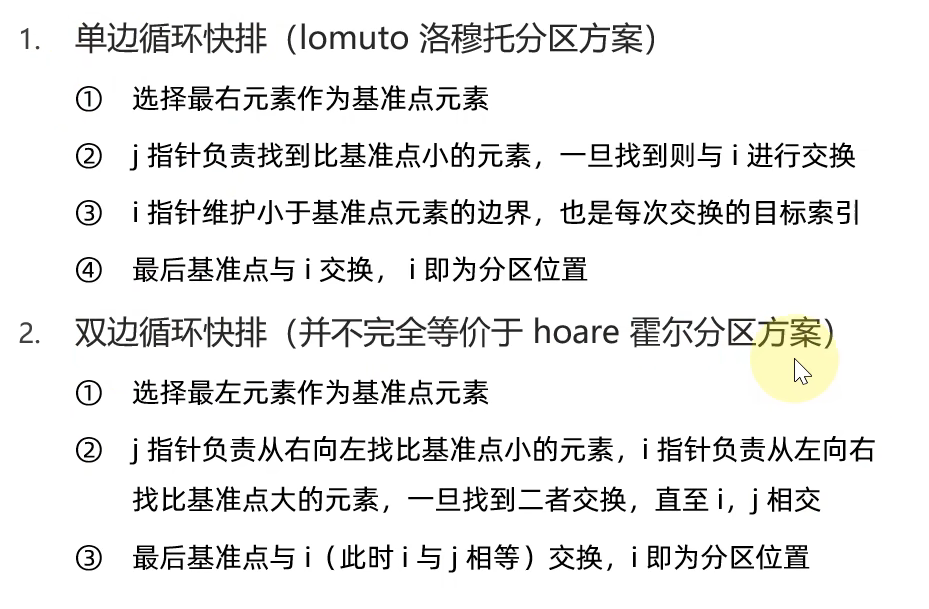 1. 单边循环快排（lomuto 洛穆托分区方案）
① 选择最右元素作为基准点元素
② j 指针负责找到比基准点小的元素，一旦找到则与 i 进行交换
③ i 指针维护小于基准点元素的边界，也是每次交换的目标索引
④ 最后基准点与 i 交换， i 即为分区位置
2. 双边循环快排（并不完全等价于 hoare 霍尔分区方案）
① 选择最左元素作为基准点元素
② j 指针负责从右向左找比基准点小的元素，i 指针负责从左向右
找比基准点大的元素，一旦找到二者交换，直至 i，j 相交
③ 最后基准点与 i（此时 i 与 j 相等）交换，i 即为分区位置